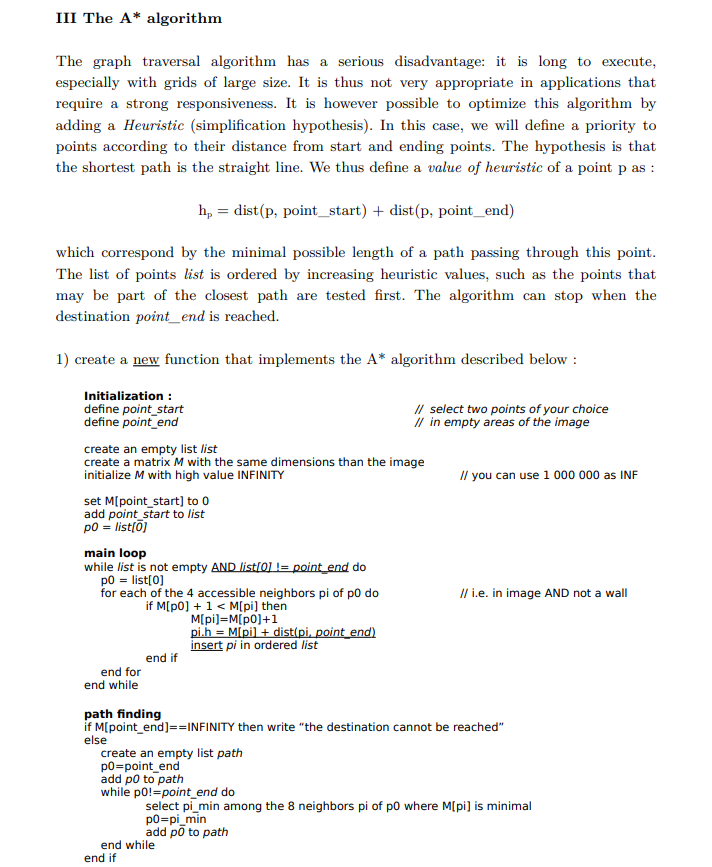 III The A* algorithm
The graph traversal algorithm has a serious disadvantage: it is long to execute,
especially with grids of large size. It is thus not very appropriate in applications that
require a strong responsiveness. It is however possible to optimize this algorithm by
adding a Heuristic (simplification hypothesis). In this case, we will define a priority to
points according to their distance from start and ending points. The hypothesis is that
the shortest path is the straight line. We thus define a value of heuristic of a point p as :
hₚ = dist(p, point_start) + dist(p, point_end)
which correspond by the minimal possible length of a path passing through this point.
The list of points list is ordered by increasing heuristic values, such as the points that
may be part of the closest path are tested first. The algorithm can stop when the
destination point_end is reached.
1) create a new function that implements the A* algorithm described below :
Initialization :
define point_start // select two points of your choice
define point_end // in empty areas of the image
create an empty list list
create a matrix M with the same dimensions than the image
initialize M with high value INFINITY // you can use 1 000 000 as INF
set M[point_start] to 0
add point_start to list
p0 = list[0]
main loop
while list is not empty AND list[0] != point_end do
p0 = list[0]
for each of the 4 accessible neighbors pi of p0 do // i.e. in image AND not a wall
if M[p0] + 1 < M[pi] then
M[pi]=M[p0]+1
pi.h = M[pi] + dist(pi, point_end)
insert pi in ordered list
end if
end for
end while
path finding
if M[point_end]==INFINITY then write “the destination cannot be reached”
else
create an empty list path
p0=point_end
add p0 to path
while p0!=point_end do
select pi_min among the 8 neighbors pi of p0 where M[pi] is minimal
p0=pi_min
add p0 to path
end while
end if